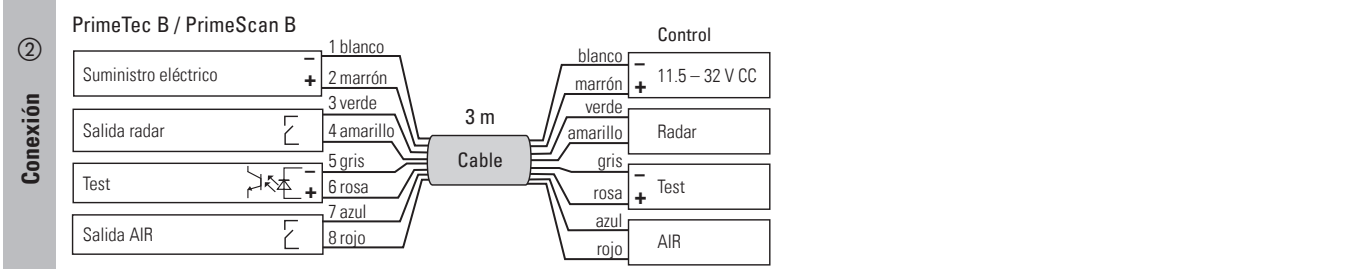 ② Conexión
PrimeTec B / PrimeScan B
Suministro eléctrico
–
+
1 blanco
2 marrón
Salida radar
3 verde
4 amarillo
Test
–
+
5 gris
6 rosa
Salida AIR
7 azul
8 rojo
3 m
Cable
Control
blanco
marrón
–
+
11.5 – 32 V CC
verde
amarillo
Radar
gris
rosa
–
+
Test
azul
rojo
AIR